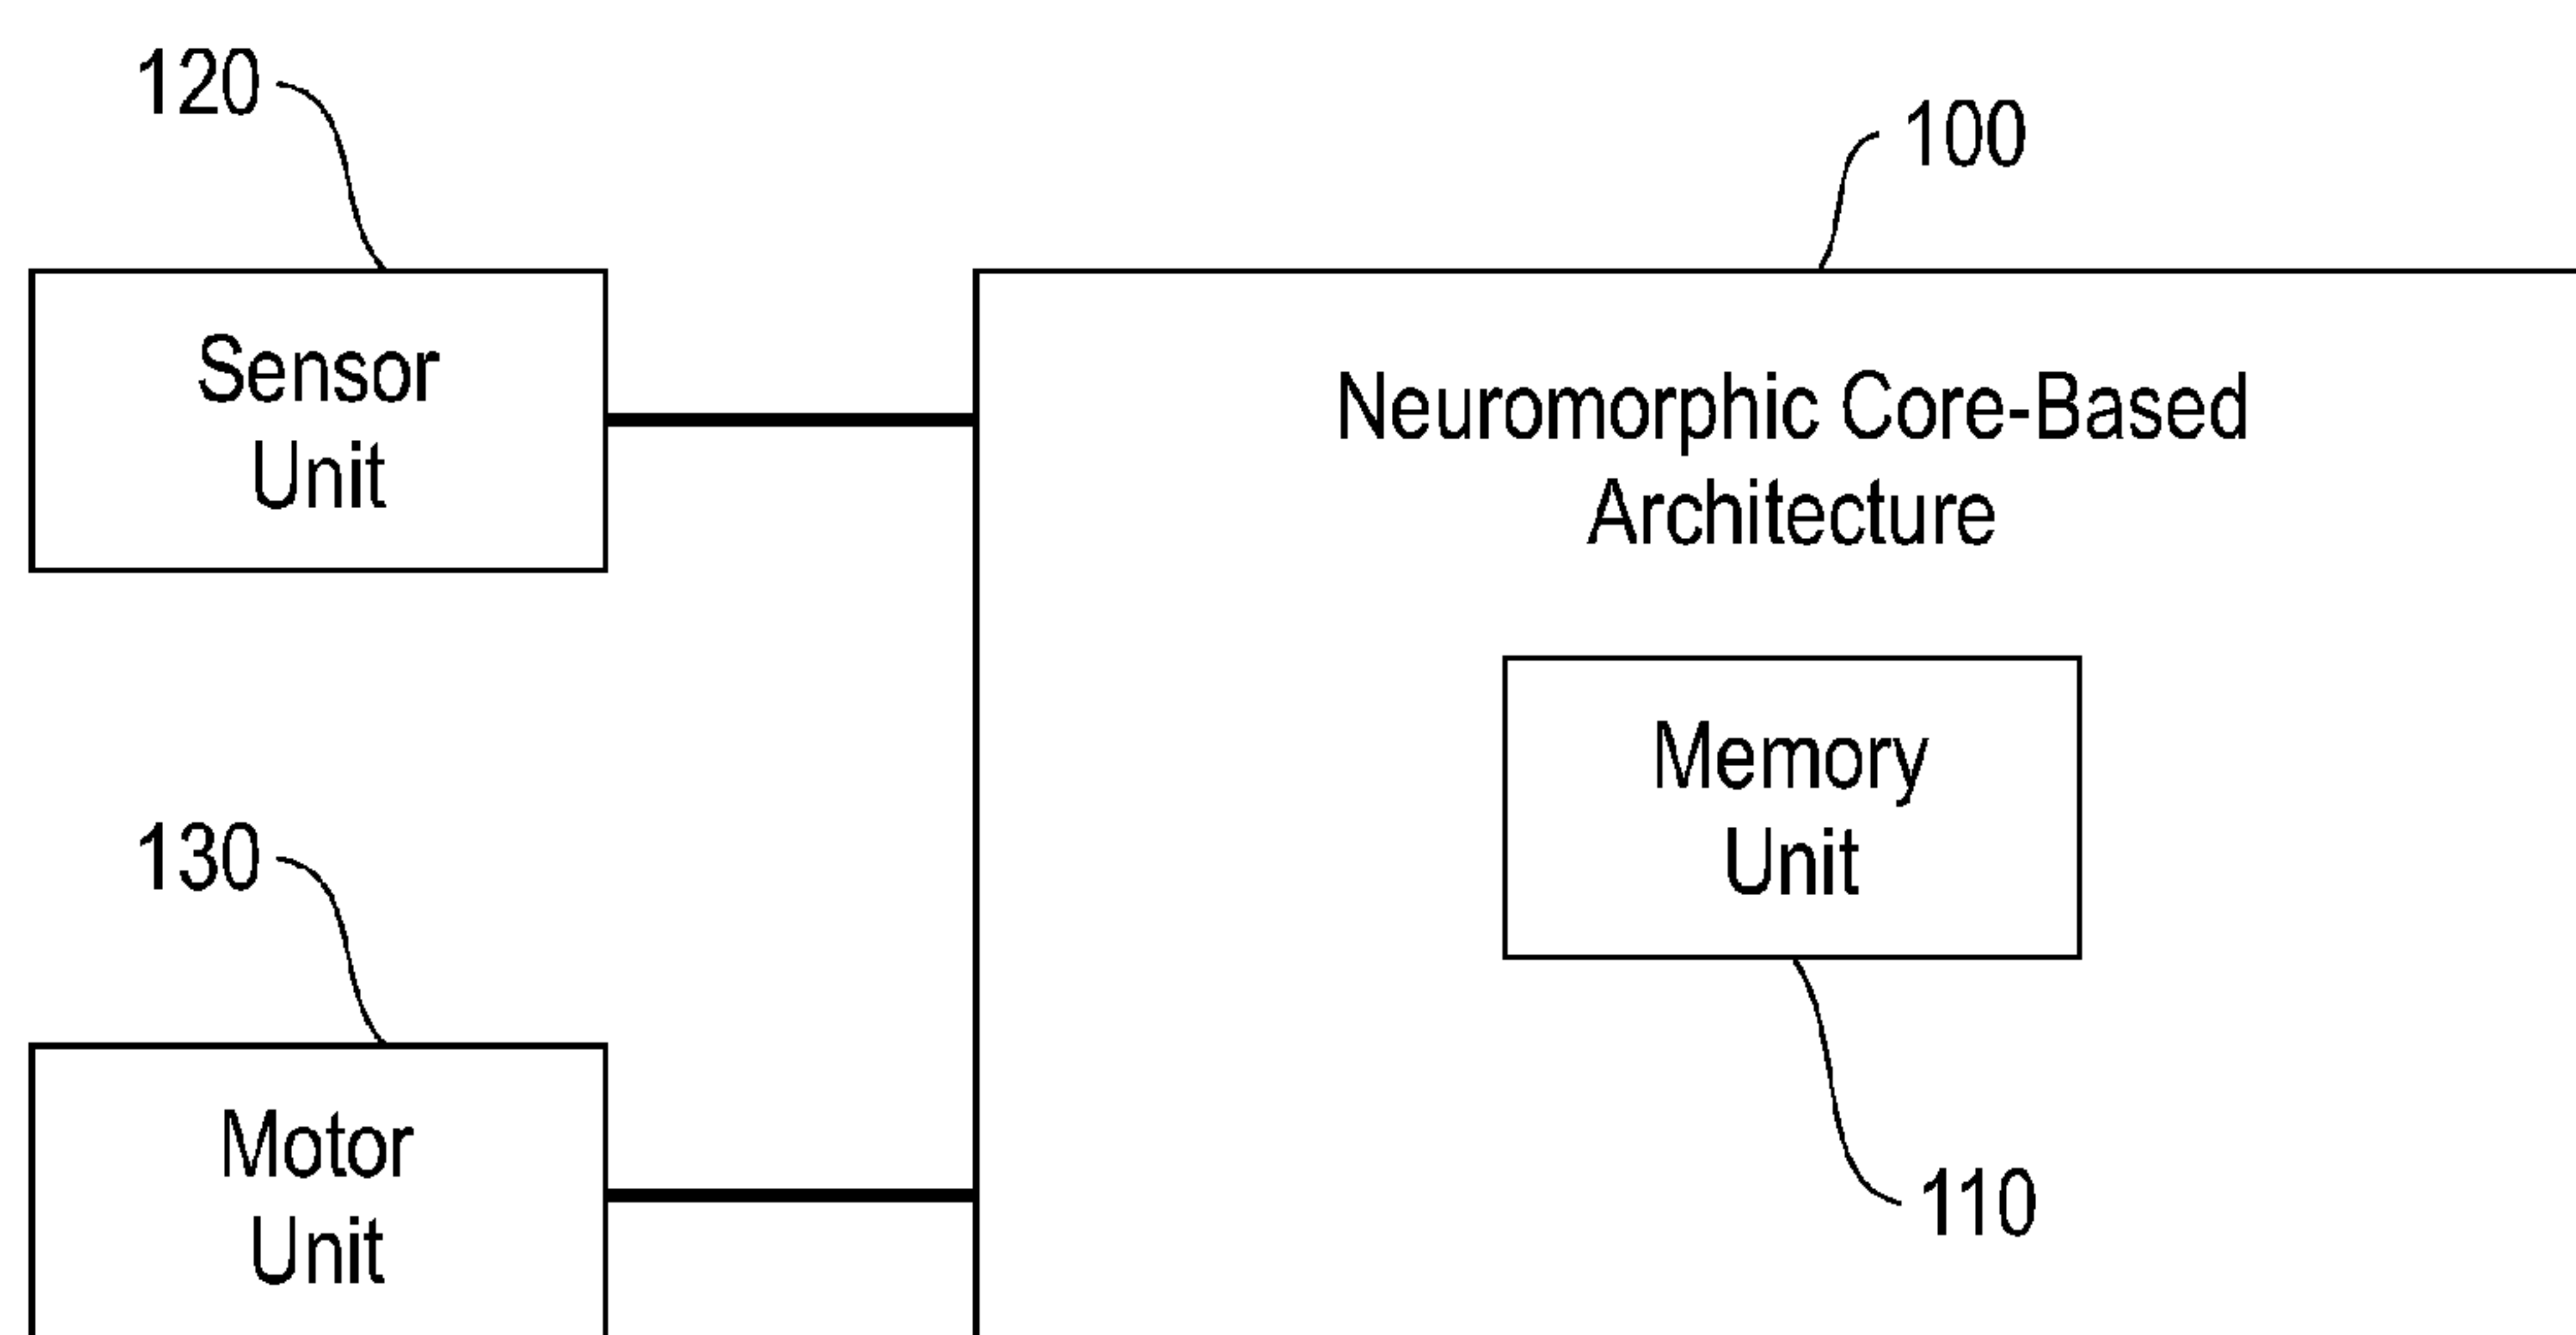 120
100
Sensor
Unit
Neuromorphic Core-Based
Architecture
Memory
Unit
130
Motor
Unit
110